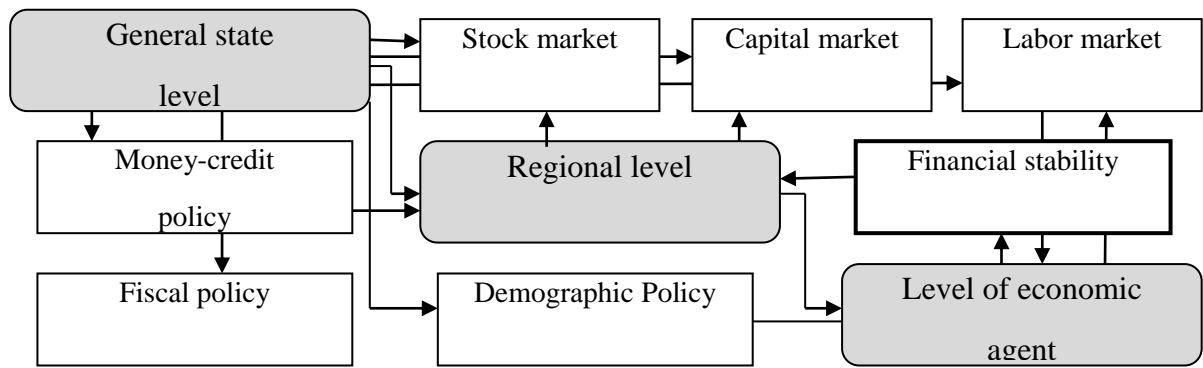 General state
level
Stock market
Capital market
Labor market
Money-credit
policy
Regional level
Financial stability
Fiscal policy
Demographic Policy
Level of economic
agent